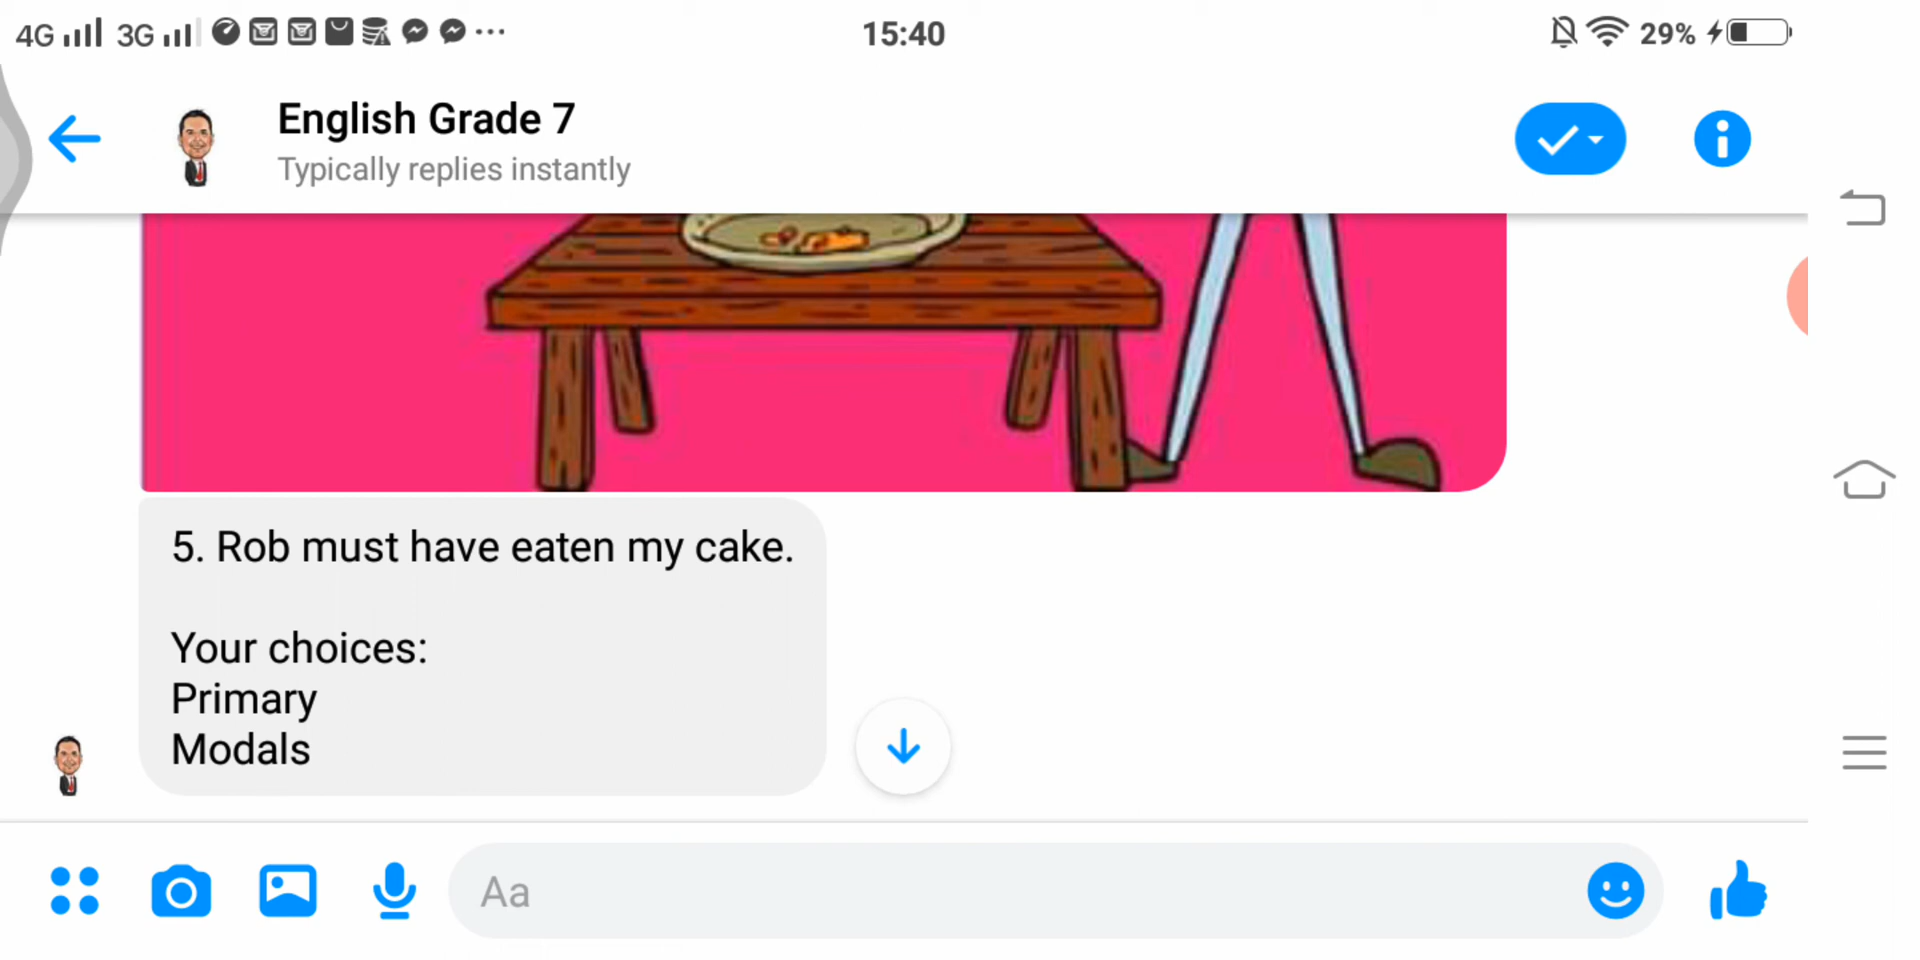 4G 3G 15:40 29%
English Grade 7
Typically replies instantly
5. Rob must have eaten my cake.
Your choices:
Primary
Modals
Aa